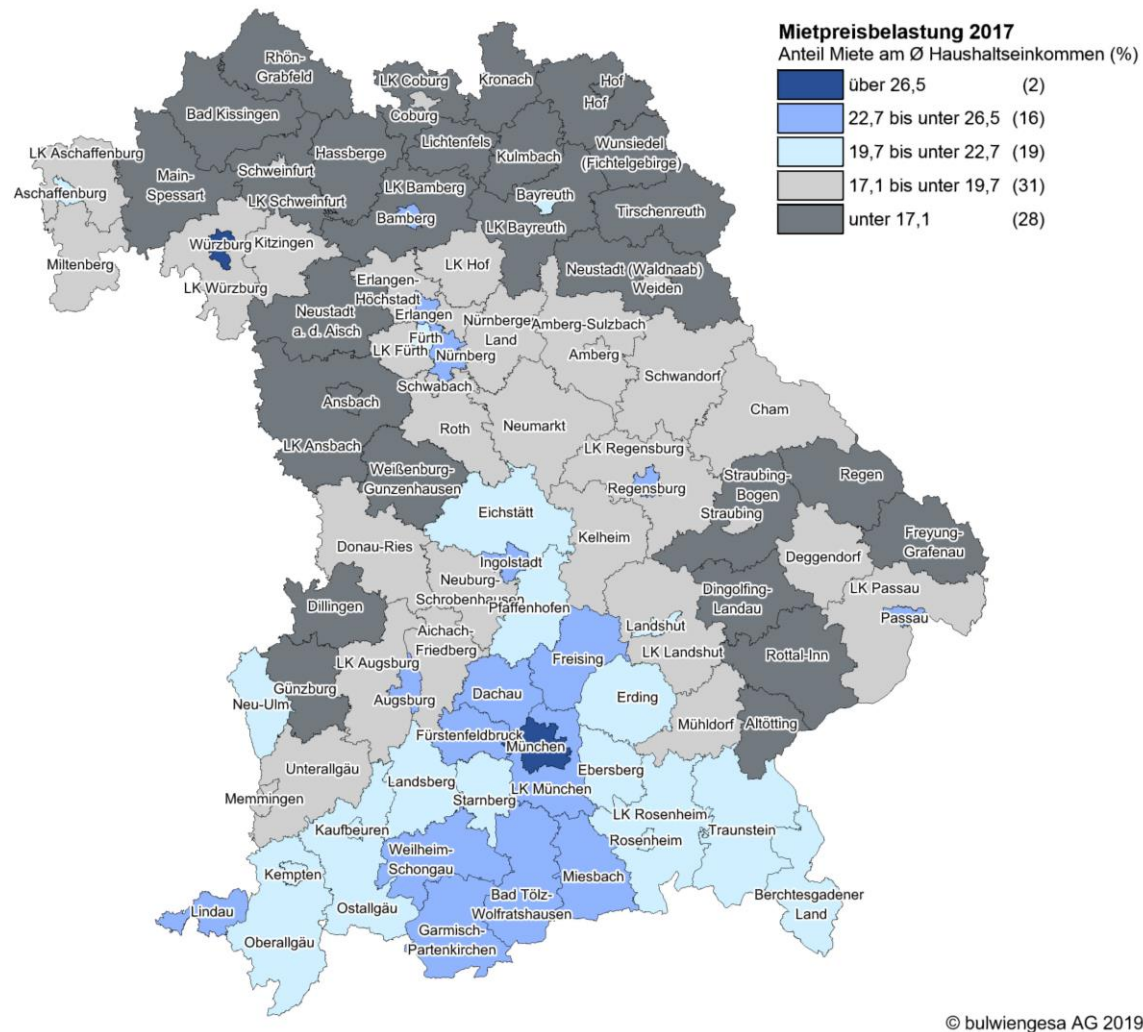 Mietpreisbelastung 2017
Anteil Miete am Ø Haushaltseinkommen (%)
über 26,5 (2)
22,7 bis unter 26,5 (16)
19,7 bis unter 22,7 (19)
17,1 bis unter 19,7 (31)
unter 17,1 (28)
Rhön-
Grabfeld
LK Coburg
Coburg
Kronach
Hof
Hof
Bad Kissingen
Lichtenfels
Kulmbach
Wunsiedel
(Fichtelgebirge)
LK Aschaffenburg
Aschaffenburg
Main-
Spessart
Schweinfurt
Hassberge
LK Schweinfurt
LK Bamberg
Bamberg
Bayreuth
LK Bayreuth
Tirschenreuth
Miltenberg
Würzburg
Kitzingen
LK Würzburg
LK Hof
Neustadt (Waldnaab)
Weiden
Neustadt
a. d. Aisch
Erlangen-
Höchstadt
Erlangen
Fürth
LK Fürth
Nürnberg
Nürnberge
Land
Amberg-Sulzbach
Amberg
Schwabach
Schwandorf
Cham
Ansbach
LK Ansbach
Roth
Neumarkt
Weißenburg-
Gunzenhausen
LK Regensburg
Regensburg
Straubing-
Bogen
Straubing
Regen
Freyung-
Grafenau
Eichstätt
Kelheim
Deggendorf
Donau-Ries
Ingolstadt
Neuburg-
Schrobenhausen
Pfaffenhofen
Dingolfing-
Landau
LK Passau
Passau
Dillingen
Aichach-
Friedberg
Landshut
LK Landshut
Rottal-Inn
Günzburg
Neu-Ulm
LK Augsburg
Augsburg
Dachau
Freising
Erding
Mühldorf
Altötting
Fürstenfeldbruck
München
LK München
Ebersberg
Unterallgäu
Memmingen
Landsberg
Starnberg
LK Rosenheim
Rosenheim
Traunstein
Kaufbeuren
Weilheim-
Schongau
Miesbach
Berchtesgadener
Land
Kempten
Ostallgäu
Bad Tölz-
Wolfratshausen
Lindau
Oberallgäu
Garmisch-
Partenkirchen
© bulwiengesa AG 2019